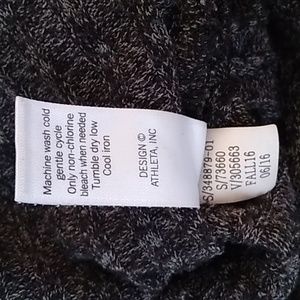 Machine wash cold
gentle cycle
Only non-chlorine
bleach when needed
Tumble dry low
Cool iron
DESIGN ©
ATHLETA, INC
S/348879-01
S/73660
V/305663
FALL16
06/16